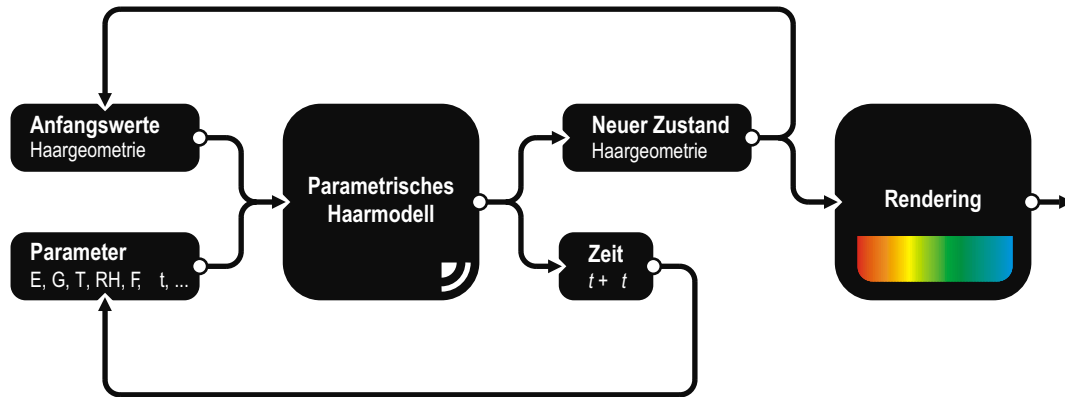 Anfangswerte
Haargeometrie
Parameter
E, G, T, RH, F, t, ...
Parametrisches
Haarmodell
Neuer Zustand
Haargeometrie
Zeit
t + t
Rendering